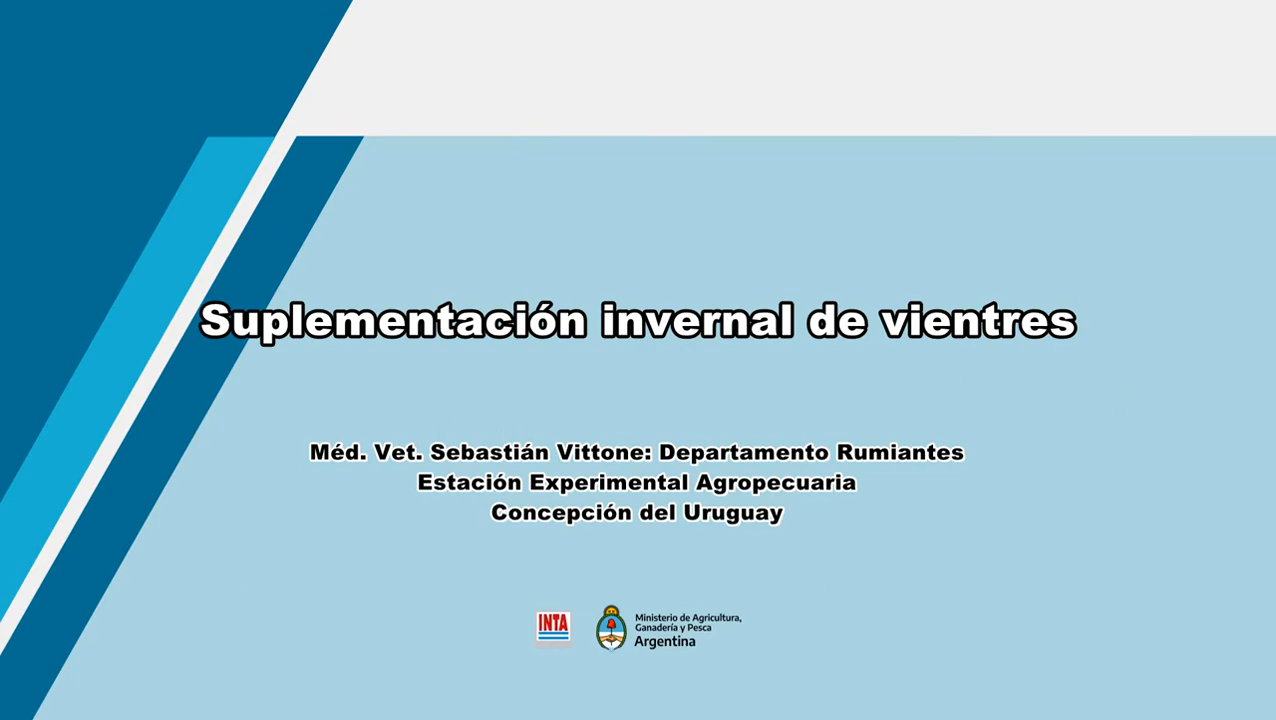 Suplementación invernal de vientres
Méd. Vet. Sebastián Vittone: Departamento Rumiantes
Estación Experimental Agropecuaria
Concepción del Uruguay
INTA
Ministerio de Agricultura,
Ganadería y Pesca
Argentina